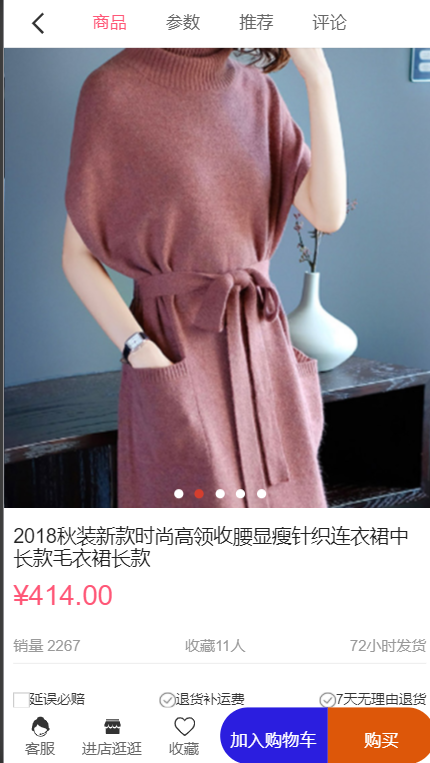 商品 参数 推荐 评论
2018秋装新款时尚高领收腰显瘦针织连衣裙中
长款毛衣裙长款
¥414.00
销量 2267 收藏11人 72小时发货
延误必赔 退货补运费 7天无理由退货
客服 进店逛逛 收藏 加入购物车 购买